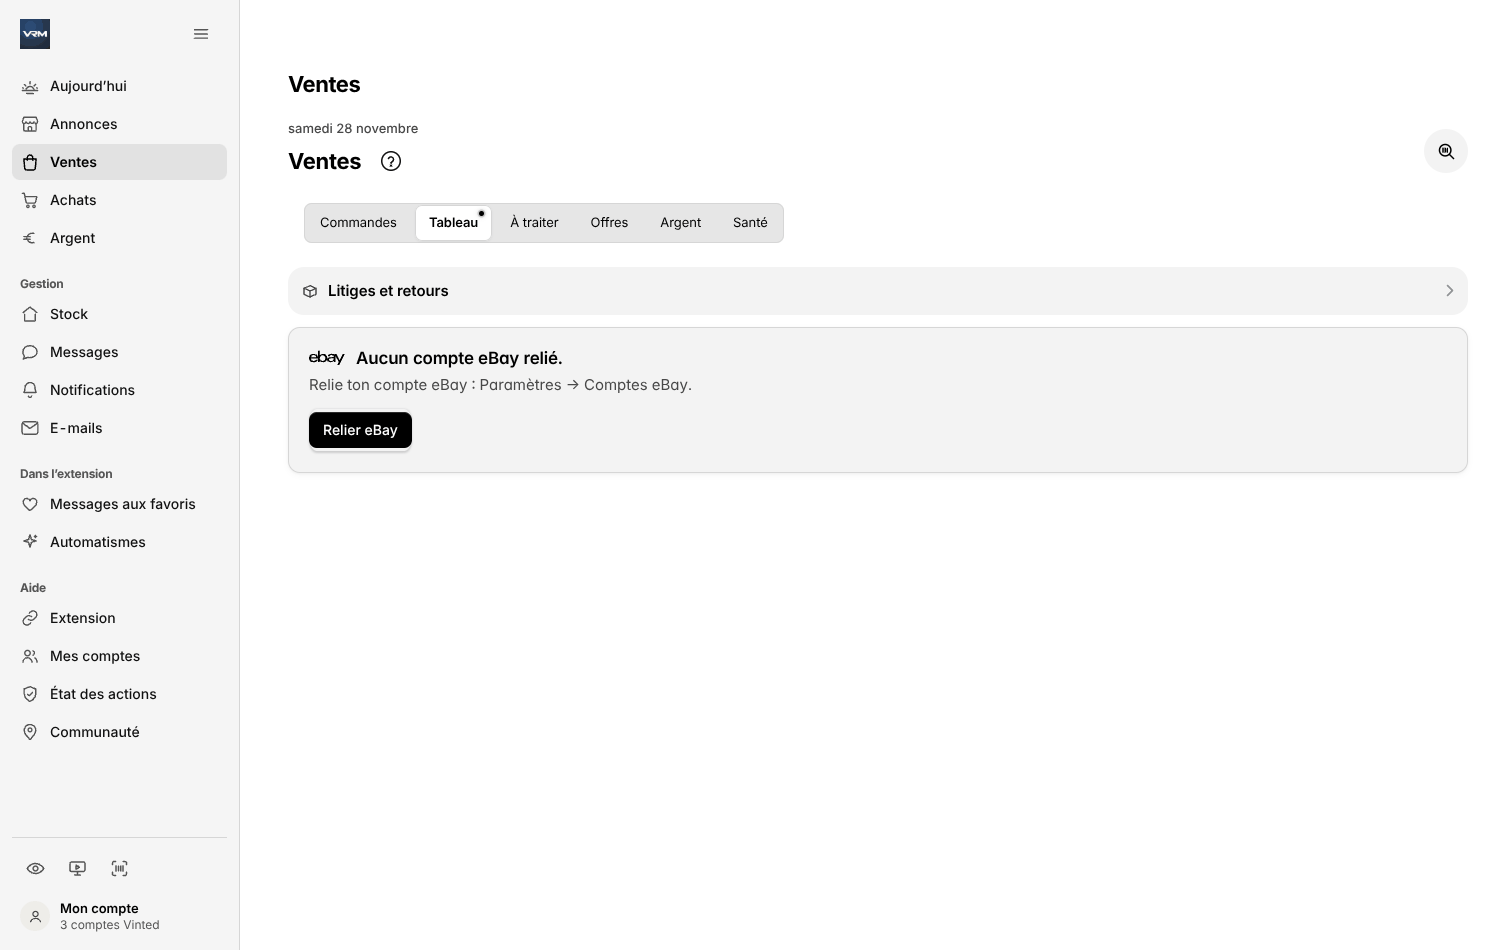 VRM
Aujourd’hui
Annonces
Ventes
Achats
Argent
Gestion
Stock
Messages
Notifications
E-mails
Dans l’extension
Messages aux favoris
Automatismes
Aide
Extension
Mes comptes
État des actions
Communauté
Mon compte
3 comptes Vinted
Ventes
samedi 28 novembre
Ventes
Commandes Tableau À traiter Offres Argent Santé
Litiges et retours
ebay Aucun compte eBay relié.
Relie ton compte eBay : Paramètres → Comptes eBay.
Relier eBay